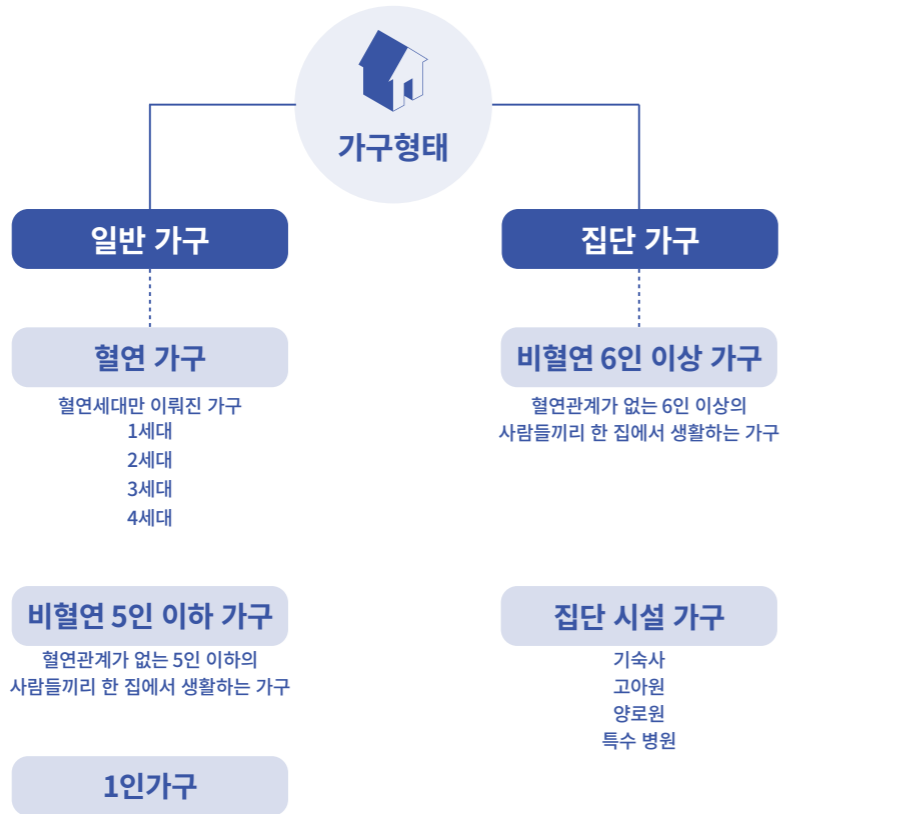 가구형태
일반 가구
혈연 가구
혈연세대만 이뤄진 가구
1세대
2세대
3세대
4세대
비혈연 5인 이하 가구
혈연관계가 없는 5인 이하의
사람들끼리 한 집에서 생활하는 가구
1인가구
집단 가구
비혈연 6인 이상 가구
혈연관계가 없는 6인 이상의
사람들끼리 한 집에서 생활하는 가구
집단 시설 가구
기숙사
고아원
양로원
특수 병원